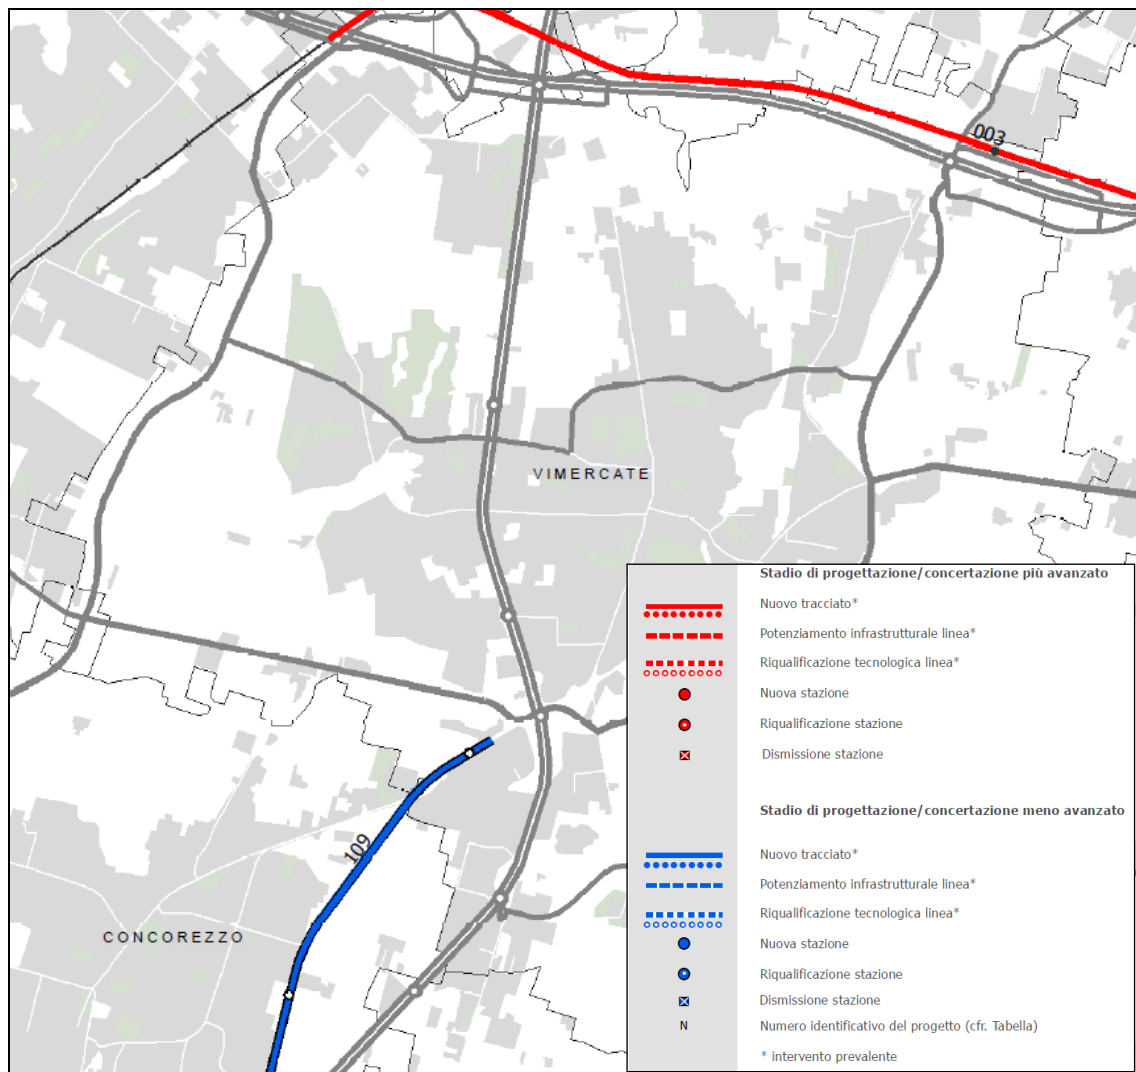 003
VIMERCATE
109
CONCOREZZO
Stadio di progettazione/concertazione più avanzato
Nuovo tracciato*
Potenziamento infrastrutturale linea*
Riqualificazione tecnologica linea*
Nuova stazione
Riqualificazione stazione
Dismissione stazione
Stadio di progettazione/concertazione meno avanzato
Nuovo tracciato*
Potenziamento infrastrutturale linea*
Riqualificazione tecnologica linea*
Nuova stazione
Riqualificazione stazione
Dismissione stazione
N Numero identificativo del progetto (cfr. Tabella)
* intervento prevalente